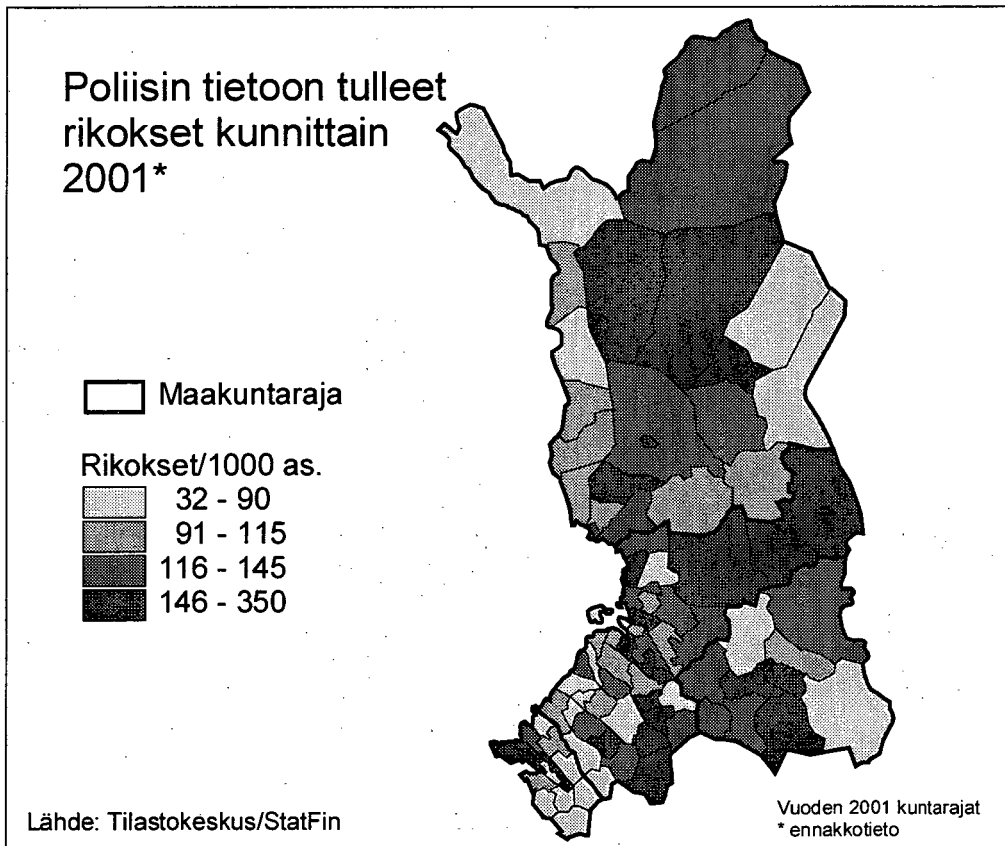 Poliisin tietoon tulleet
rikokset kunnittain
2001*
Maakuntaraja
Rikokset/1000 as.
32 - 90
91 - 115
116 - 145
146 - 350
Lähde: Tilastokeskus/StatFin
Vuoden 2001 kuntarajat
* ennakkotieto